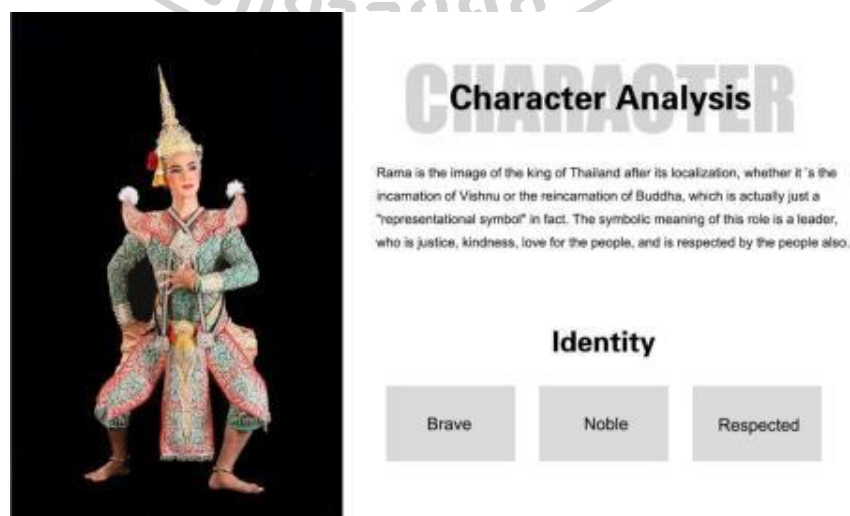 CHARACTER
Character Analysis
Rama is the image of the king of Thailand after its localization, whether it 's the
incarnation of Vishnu or the reincarnation of Buddha, which is actually just a
"representational symbol" in fact. The symbolic meaning of this role is a leader,
who is justice, kindness, love for the people, and is respected by the people also.
Identity
Brave
Noble
Respected